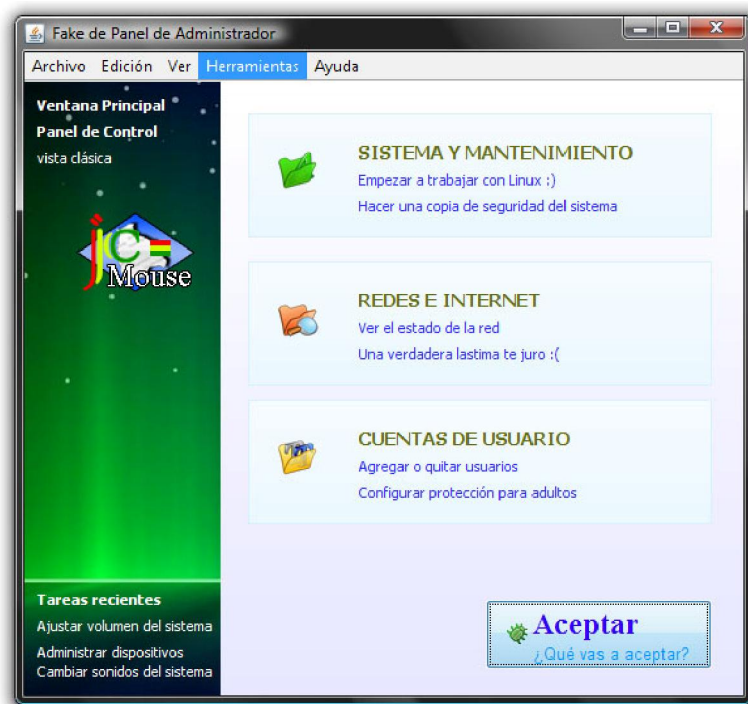 Fake de Panel de Administrador
Archivo Edición Ver Herramientas Ayuda
Ventana Principal
Panel de Control
vista clásica
jc
Mouse
SISTEMA Y MANTENIMIENTO
Empezar a trabajar con Linux :)
Hacer una copia de seguridad del sistema
REDES E INTERNET
Ver el estado de la red
Una verdadera lastima te juro :(
CUENTAS DE USUARIO
Agregar o quitar usuarios
Configurar protección para adultos
Tareas recientes
Ajustar volumen del sistema
Administrar dispositivos
Cambiar sonidos del sistema
Aceptar
¿Qué vas a aceptar?